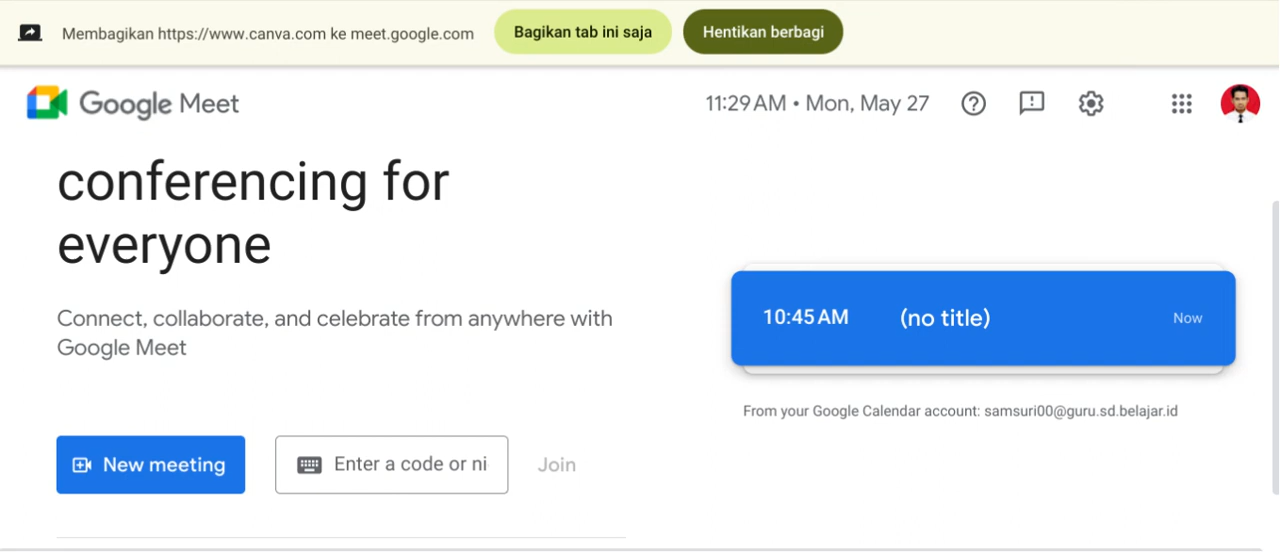 Membagikan https://www.canva.com ke meet.google.com
Bagikan tab ini saja
Hentikan berbagi
Google Meet
11:29 AM • Mon, May 27
conferencing for
everyone
Connect, collaborate, and celebrate from anywhere with
Google Meet
New meeting
Enter a code or ni
Join
10:45 AM (no title) Now
From your Google Calendar account: samsuri00@guru.sd.belajar.id